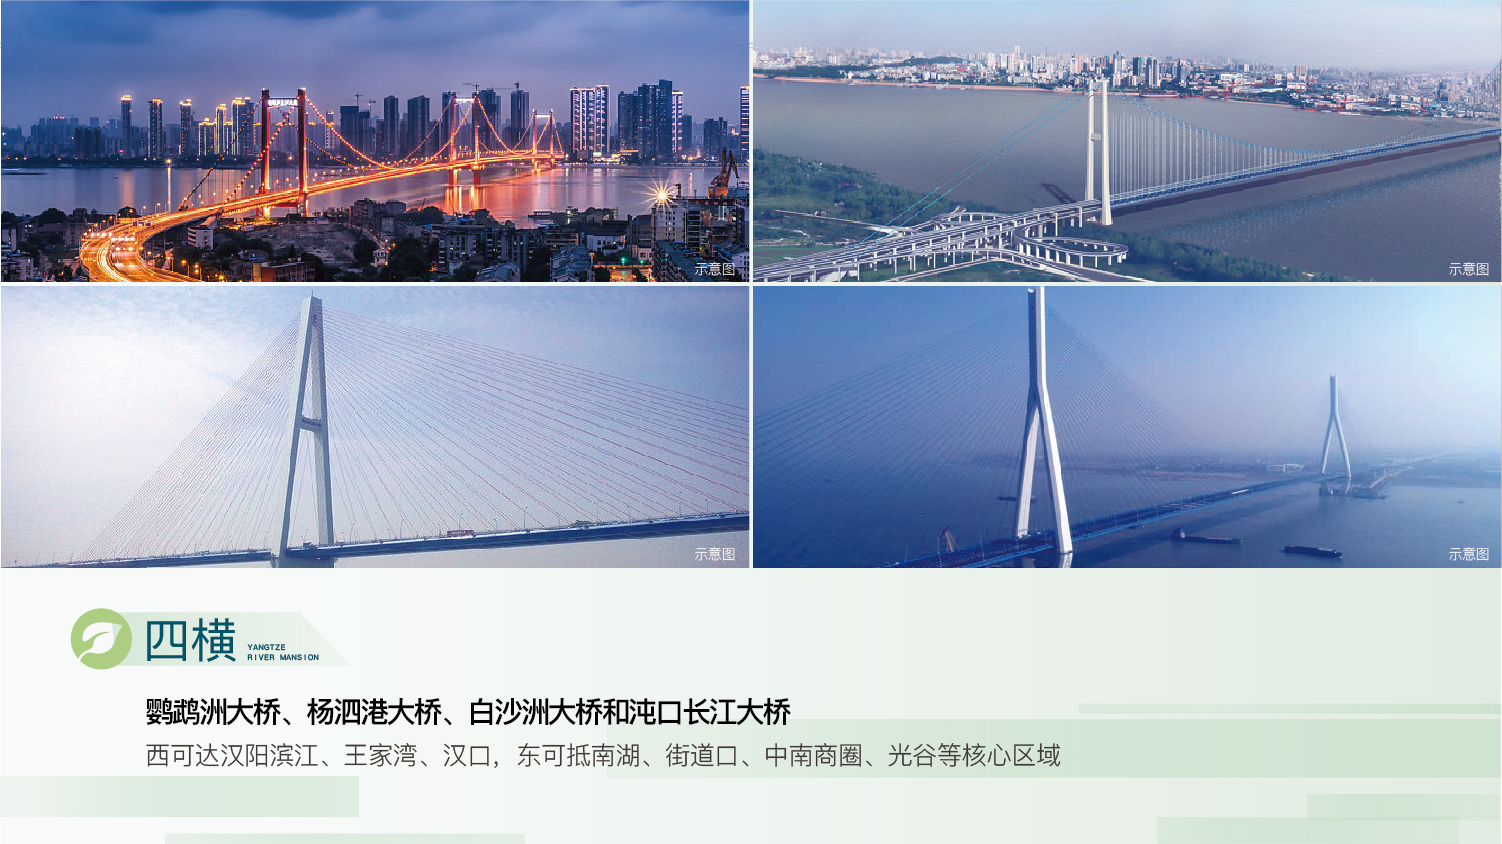 示意图
示意图
示意图
示意图
四横
YANGTZE
RIVER MANSION
鹦鹉洲大桥、杨泗港大桥、白沙洲大桥和沌口长江大桥
西可达汉阳滨江、王家湾、汉口，东可抵南湖、街道口、中南商圈、光谷等核心区域